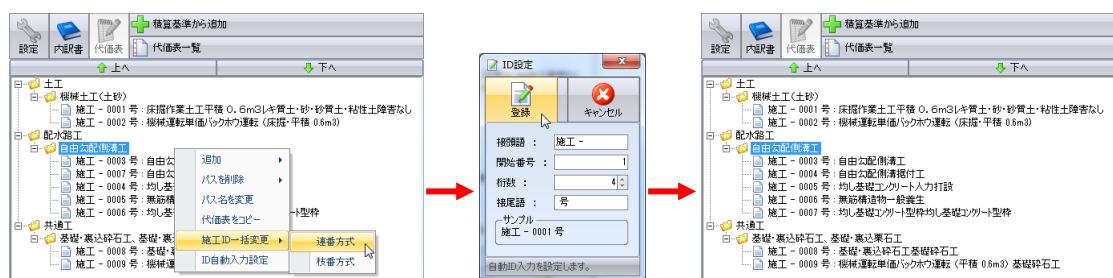 設定
内訳書
代価表
積算基準から追加
代価表一覧
上へ
下へ
土工
機械土工(土砂)
施工 - 0001 号 : 床掘作業土工平積 0.6m3レキ質土・砂・砂質土・粘性土障害なし
施工 - 0002 号 : 機械運転単価バックホウ運転 (床掘・平積 0.6m3)
配水路工
自由勾配側溝工
施工 - 0003 号 : 自由勾
施工 - 0007 号 : 自由勾
施工 - 0004 号 : 均し基
施工 - 0005 号 : 無筋構
施工 - 0006 号 : 均し基
ート型枠
共通工
基礎・裏込砕石工、基礎・裏
施工 - 0008 号 : 基礎・
施工 - 0009 号 : 機械運
追加
パスを削除
パス名を変更
代価表をコピー
施工ID一括変更
ID自動入力設定
連番方式
枝番方式
ID設定
登録
キャンセル
接頭語 : 施工 -
開始番号 : 1
桁数 : 4
接尾語 : 号
サンプル
施工 - 0001 号
自動ID入力を設定します。
設定
内訳書
代価表
積算基準から追加
代価表一覧
上へ
下へ
土工
機械土工(土砂)
施工 - 0001 号 : 床掘作業土工平積 0.6m3レキ質土・砂・砂質土・粘性土障害なし
施工 - 0002 号 : 機械運転単価バックホウ運転 (床掘・平積 0.6m3)
配水路工
自由勾配側溝工
施工 - 0003 号 : 自由勾配側溝工
施工 - 0004 号 : 自由勾配側溝据付工
施工 - 0005 号 : 均し基礎コンクリート人力打設
施工 - 0006 号 : 無筋構造物一般養生
施工 - 0007 号 : 均し基礎コンクリート型枠均し基礎コンクリート型枠
共通工
基礎・裏込砕石工、基礎・裏込栗石工
施工 - 0008 号 : 基礎・裏込砕石工基礎砕石工
施工 - 0009 号 : 機械運転単価バックホウ運転 (平積 0.6m3) 基礎砕石工